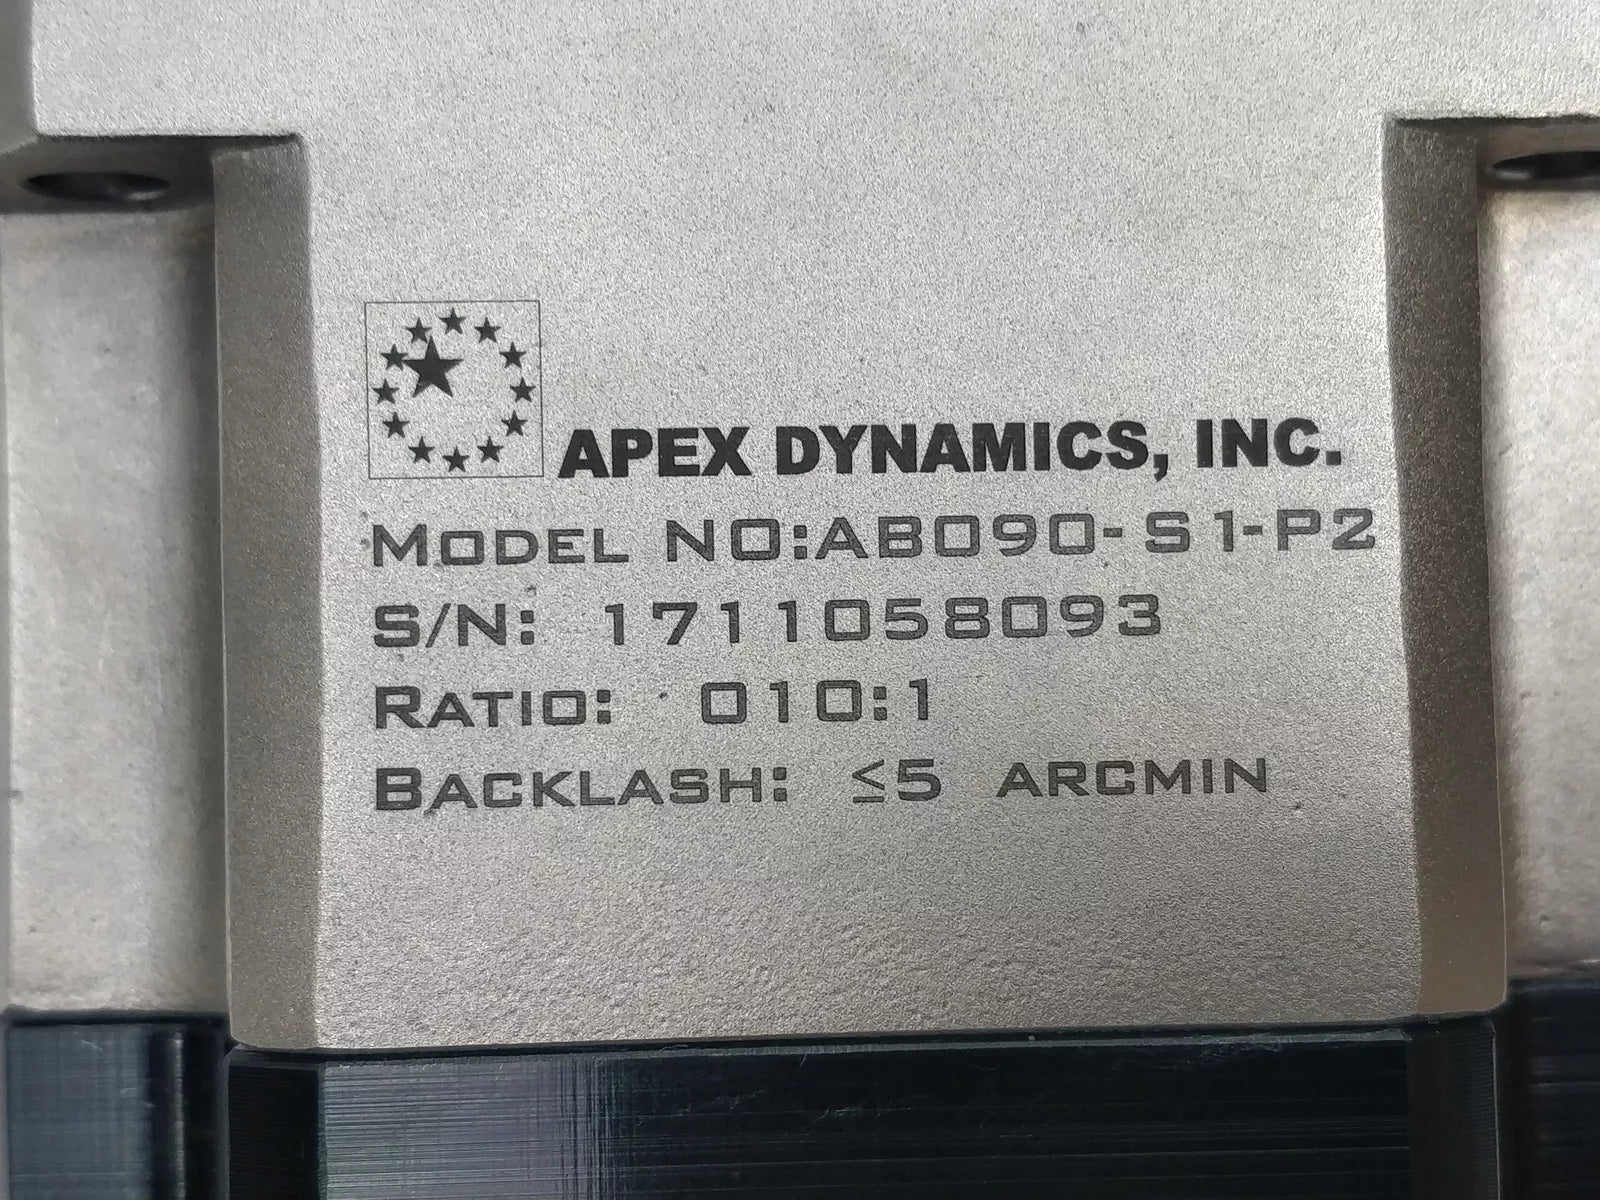 APEX DYNAMICS, INC.
MODEL NO:AB090-S1-P2
S/N: 1711058093
RATIO: 010:1
BACKLASH: ≤5 ARCMIN